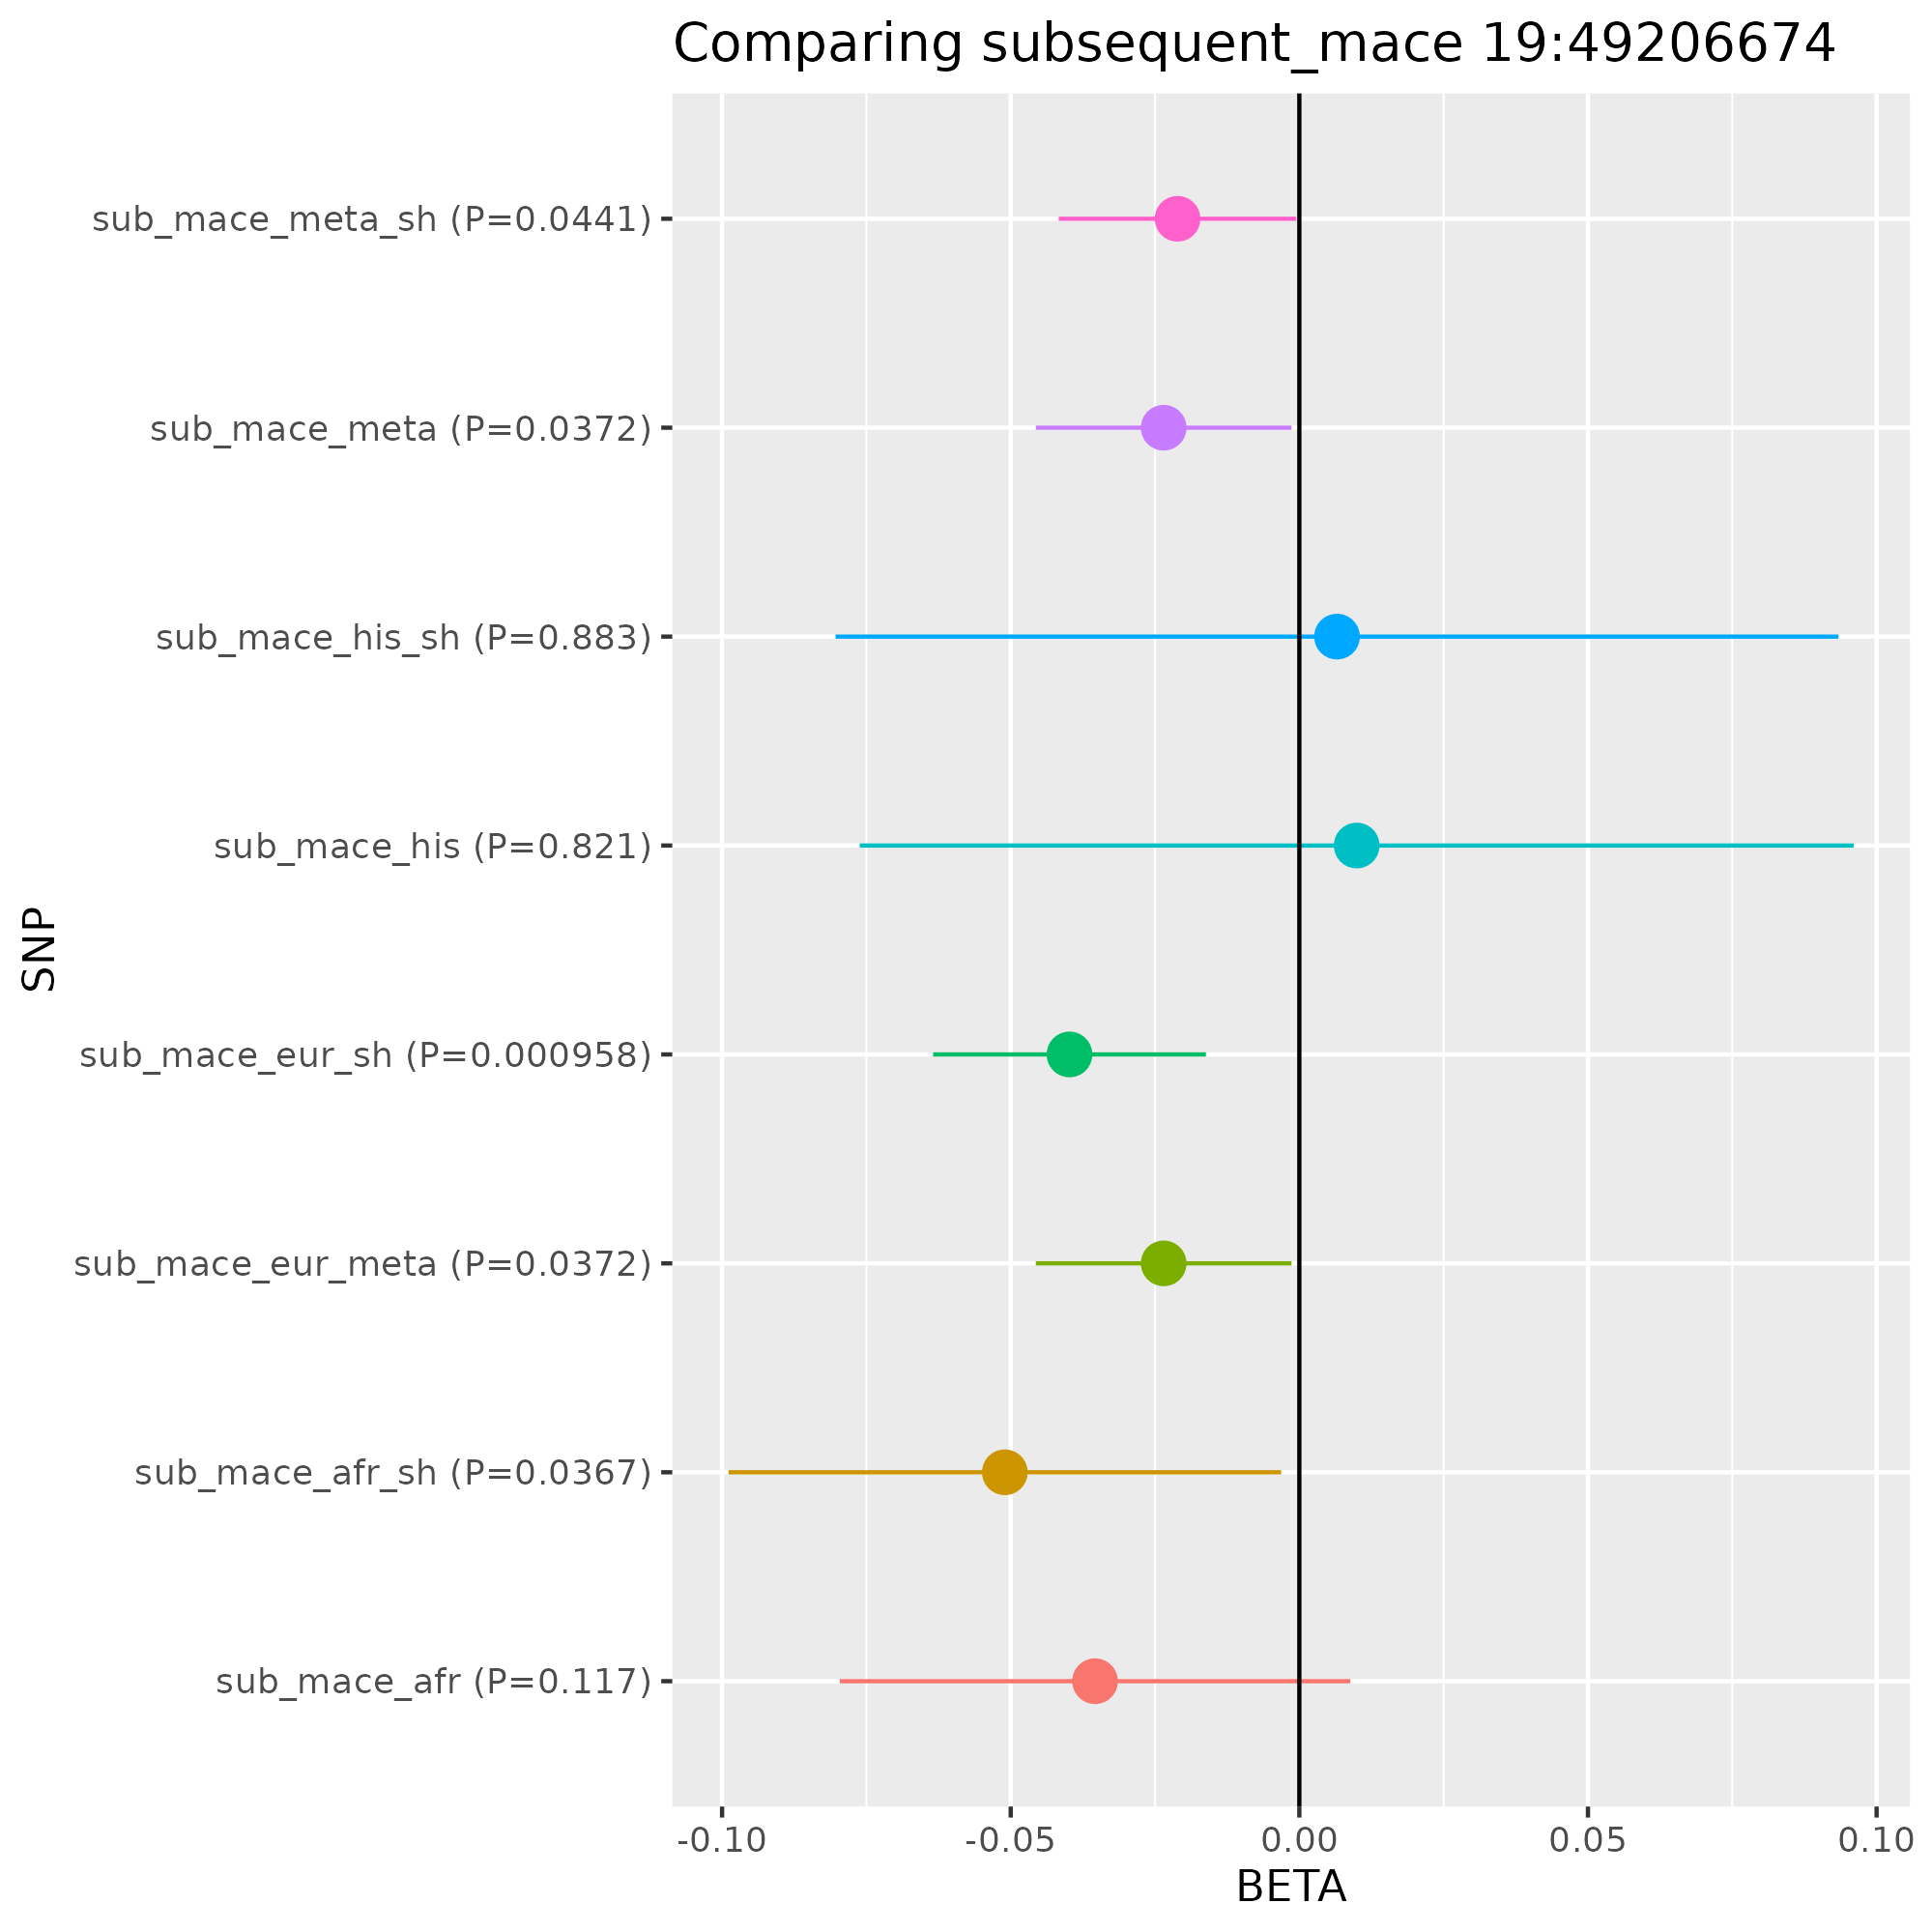 Comparing subsequent_mace 19:49206674
sub_mace_meta_sh (P=0.0441)
sub_mace_meta (P=0.0372)
sub_mace_his_sh (P=0.883)
sub_mace_his (P=0.821)
SNP
sub_mace_eur_sh (P=0.000958)
sub_mace_eur_meta (P=0.0372)
sub_mace_afr_sh (P=0.0367)
sub_mace_afr (P=0.117)
-0.10 -0.05 0.00 0.05 0.10
BETA